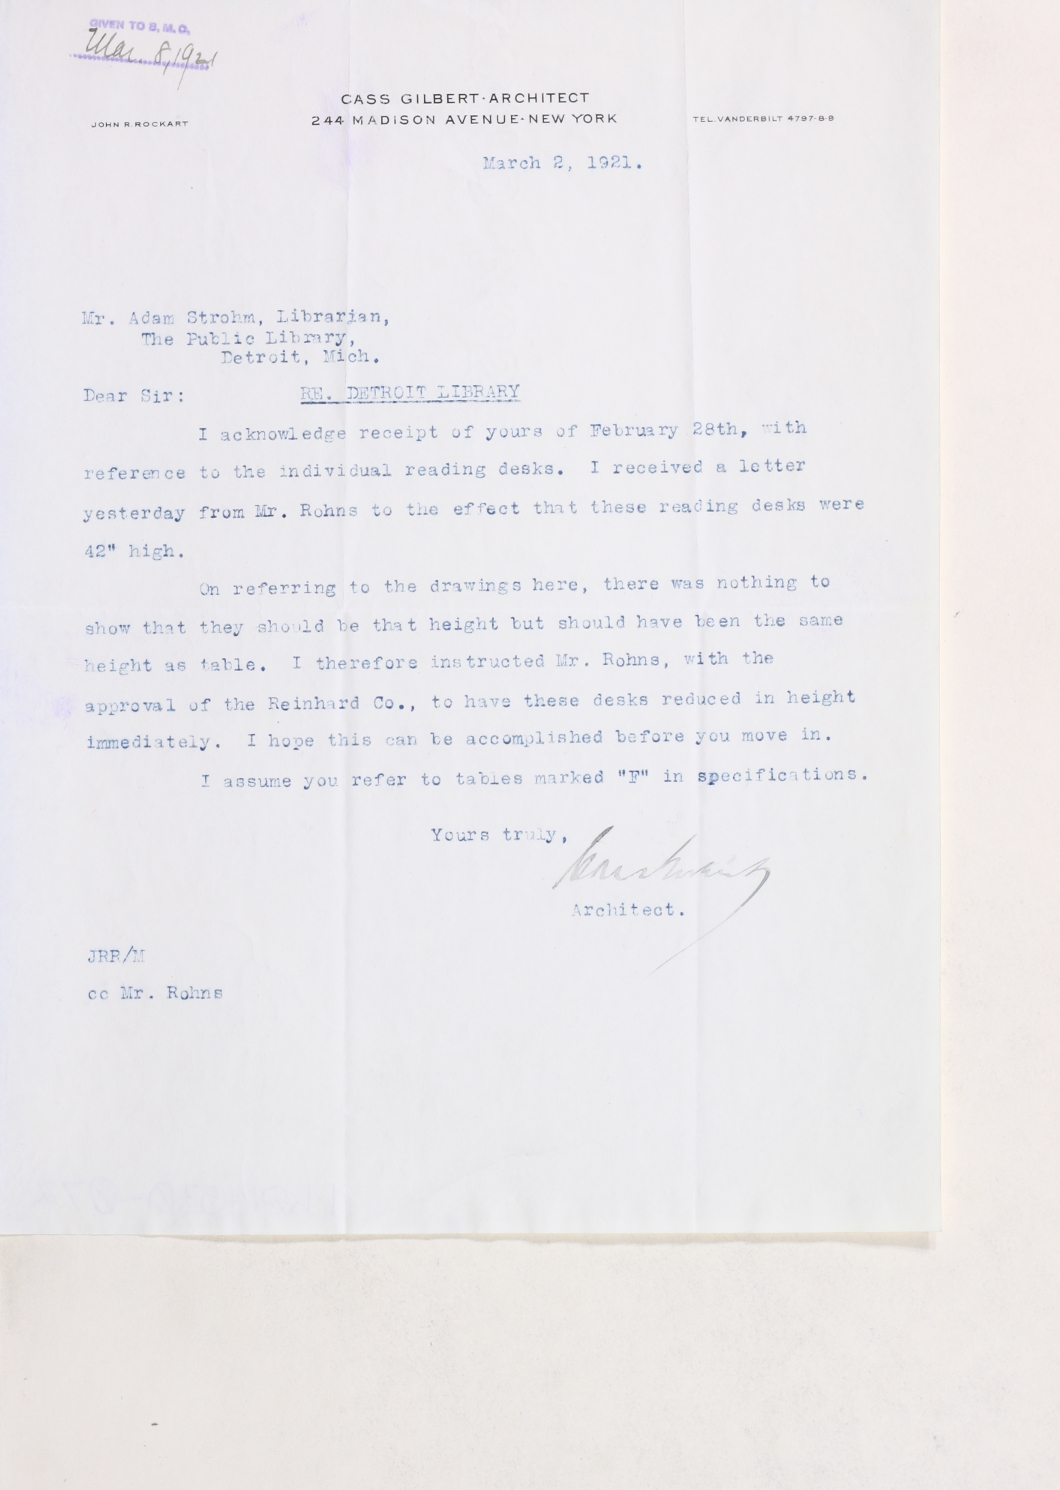 GIVEN TO B. M. O.
Mar. 8, 1921
CASS GILBERT·ARCHITECT
JOHN R. ROCKART
244 MADISON AVENUE-NEW YORK
TEL. VANDERBILT 4797-8-9
March 2, 1921.
Mr. Adam Strohm, Librarian,
The Public Library,
Detroit, Mich.
Dear Sir: RE. DETROIT LIBRARY
I acknowledge receipt of yours of February 28th, with
reference to the individual reading desks. I received a letter
yesterday from Mr. Rohns to the effect that these reading desks were
42" high.
On referring to the drawings here, there was nothing to
show that they should be that height but should have been the same
height as table. I therefore instructed Mr. Rohns, with the
approval of the Reinhard Co., to have these desks reduced in height
immediately. I hope this can be accomplished before you move in.
I assume you refer to tables marked "F" in specifications.
Yours truly,
Cass Gilbert
Architect.
JRR/M
cc Mr. Rohns